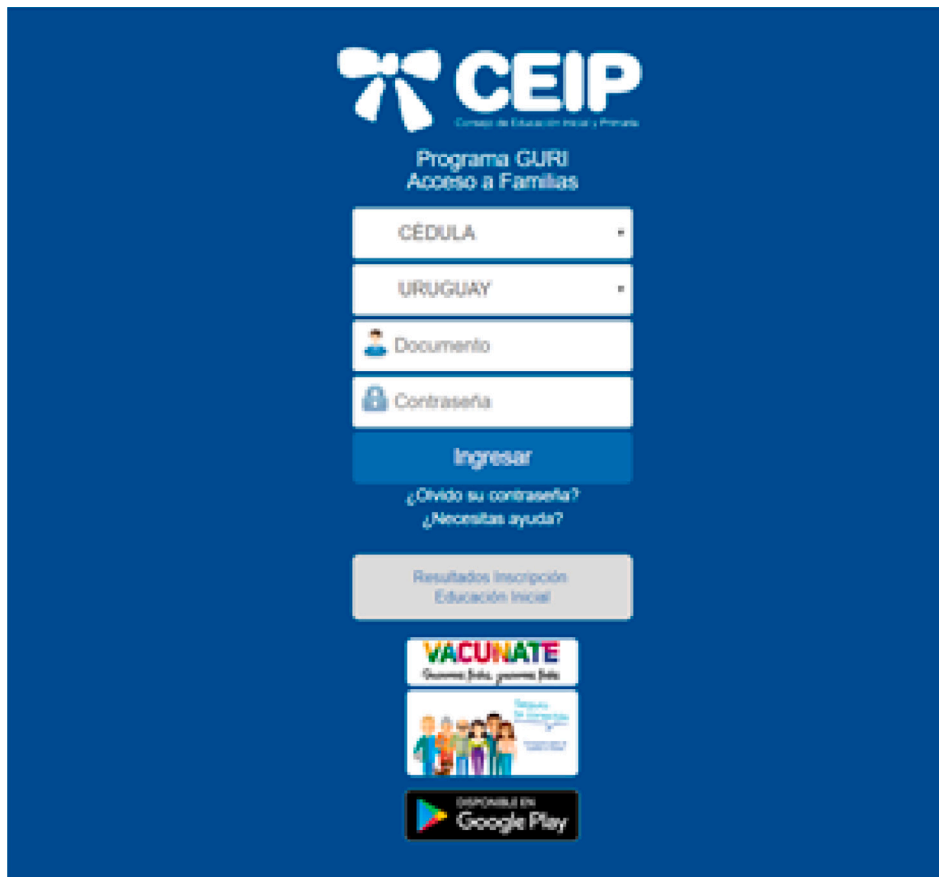 CEIP
Consejo de Educación Inicial y Primaria
Programa GURI
Acceso a Familias
CÉDULA
URUGUAY
Documento
Contraseña
Ingresar
¿Olvido su contraseña?
¿Necesitas ayuda?
Resultados Inscripción
Educación Inicial
VACUNATE
DISPONIBLE EN
Google Play